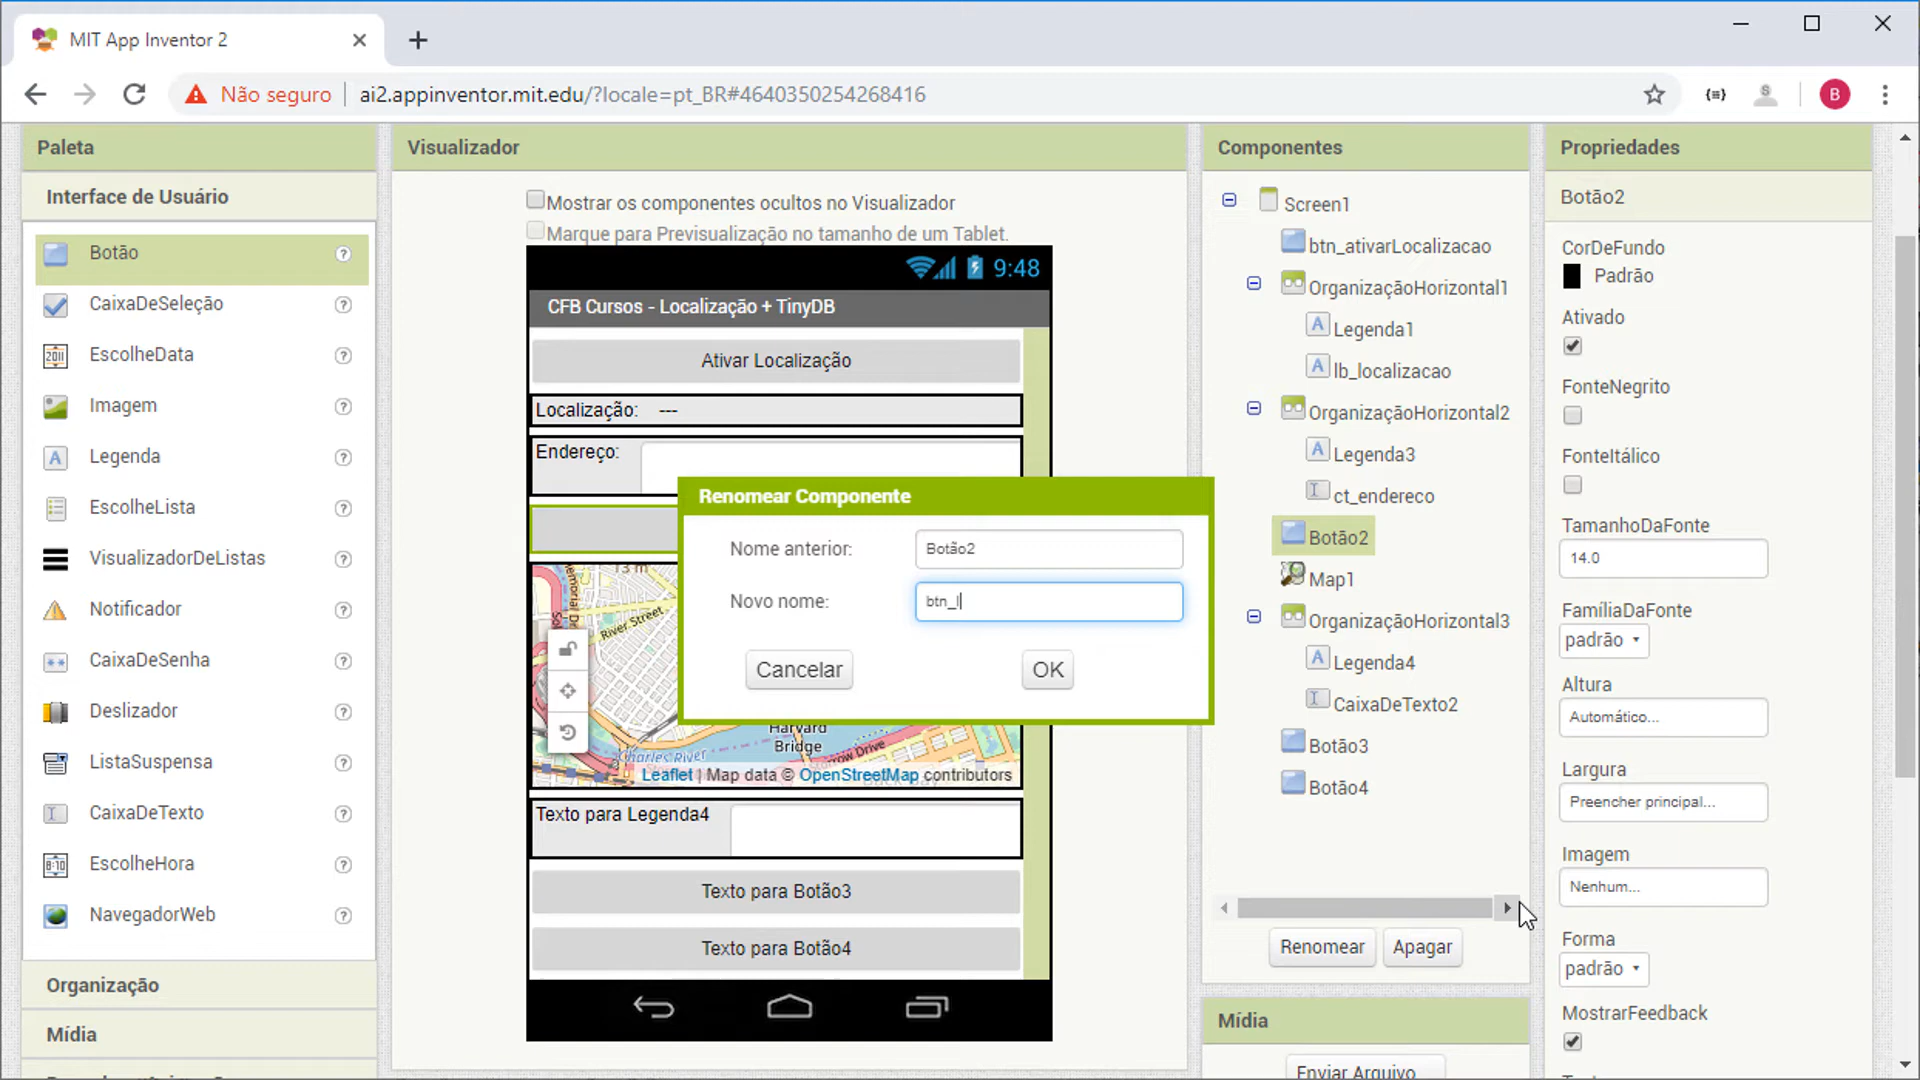 MIT App Inventor 2
Não seguro
ai2.appinventor.mit.edu/?locale=pt_BR#4640350254268416
B
Paleta
Interface de Usuário
Botão
CaixaDeSeleção
EscolheData
Imagem
Legenda
EscolheLista
VisualizadorDeListas
Notificador
CaixaDeSenha
Deslizador
ListaSuspensa
CaixaDeTexto
EscolheHora
NavegadorWeb
Organização
Mídia
Visualizador
Mostrar os componentes ocultos no Visualizador
Marque para Previsualização no tamanho de um Tablet.
9:48
CFB Cursos - Localização + TinyDB
Ativar Localização
Localização: ---
Endereço:
13 m
River Street
Harvard
Bridge
Charles River
Memorial Drive
Leaflet | Map data © OpenStreetMap contributors
Texto para Legenda4
Texto para Botão3
Texto para Botão4
Renomear Componente
Nome anterior: Botão2
Novo nome: btn_l
Cancelar OK
Componentes
Screen1
btn_ativarLocalizacao
OrganizaçãoHorizontal1
Legenda1
lb_localizacao
OrganizaçãoHorizontal2
Legenda3
ct_endereco
Botão2
Map1
OrganizaçãoHorizontal3
Legenda4
CaixaDeTexto2
Botão3
Botão4
Renomear Apagar
Mídia
Enviar Arquivo
Propriedades
Botão2
CorDeFundo
Padrão
Ativado
FonteNegrito
FonteItálico
TamanhoDaFonte
14.0
FamíliaDaFonte
padrão
Altura
Automático...
Largura
Preencher principal...
Imagem
Nenhum...
Forma
padrão
MostrarFeedback